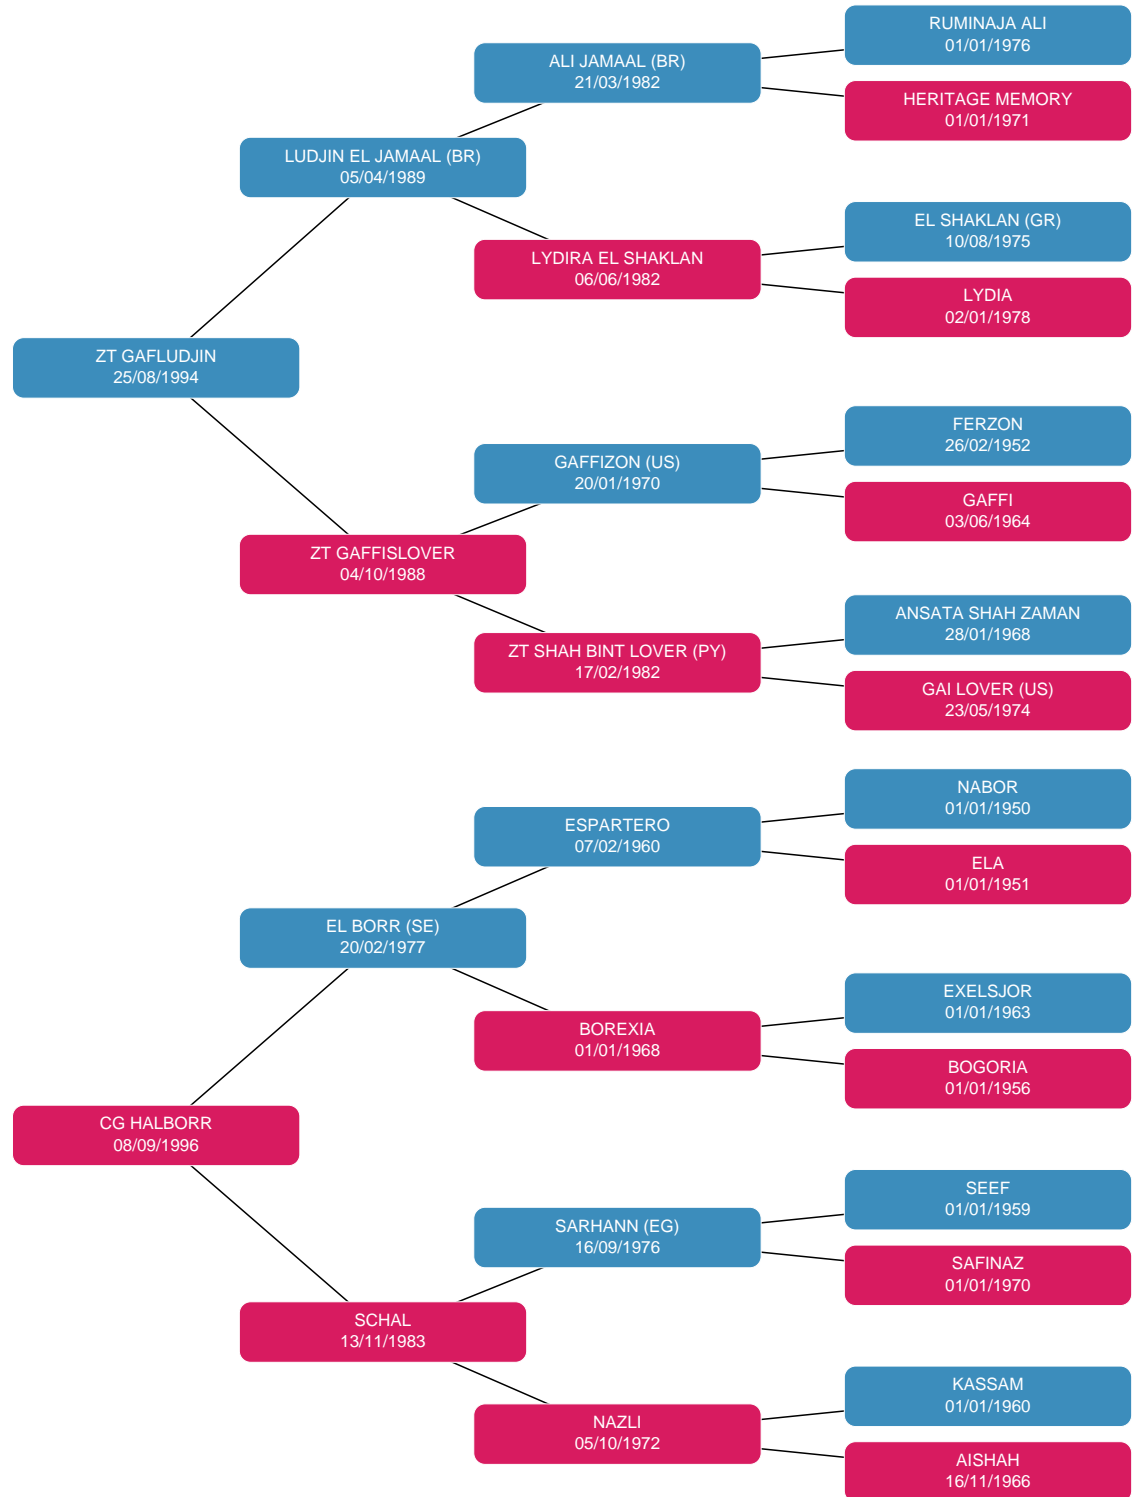 RUMINAJA ALI
01/01/1976
ALI JAMAAL (BR)
21/03/1982
HERITAGE MEMORY
01/01/1971
LUDJIN EL JAMAAL (BR)
05/04/1989
EL SHAKLAN (GR)
10/08/1975
LYDIRA EL SHAKLAN
06/06/1982
LYDIA
02/01/1978
ZT GAFLUDJIN
25/08/1994
FERZON
26/02/1952
GAFFIZON (US)
20/01/1970
GAFFI
03/06/1964
ZT GAFFISLOVER
04/10/1988
ANSATA SHAH ZAMAN
28/01/1968
ZT SHAH BINT LOVER (PY)
17/02/1982
GAI LOVER (US)
23/05/1974
NABOR
01/01/1950
ESPARTERO
07/02/1960
ELA
01/01/1951
EL BORR (SE)
20/02/1977
EXELSJOR
01/01/1963
BOREXIA
01/01/1968
BOGORIA
01/01/1956
CG HALBORR
08/09/1996
SEEF
01/01/1959
SARHANN (EG)
16/09/1976
SAFINAZ
01/01/1970
SCHAL
13/11/1983
KASSAM
01/01/1960
NAZLI
05/10/1972
AISHAH
16/11/1966